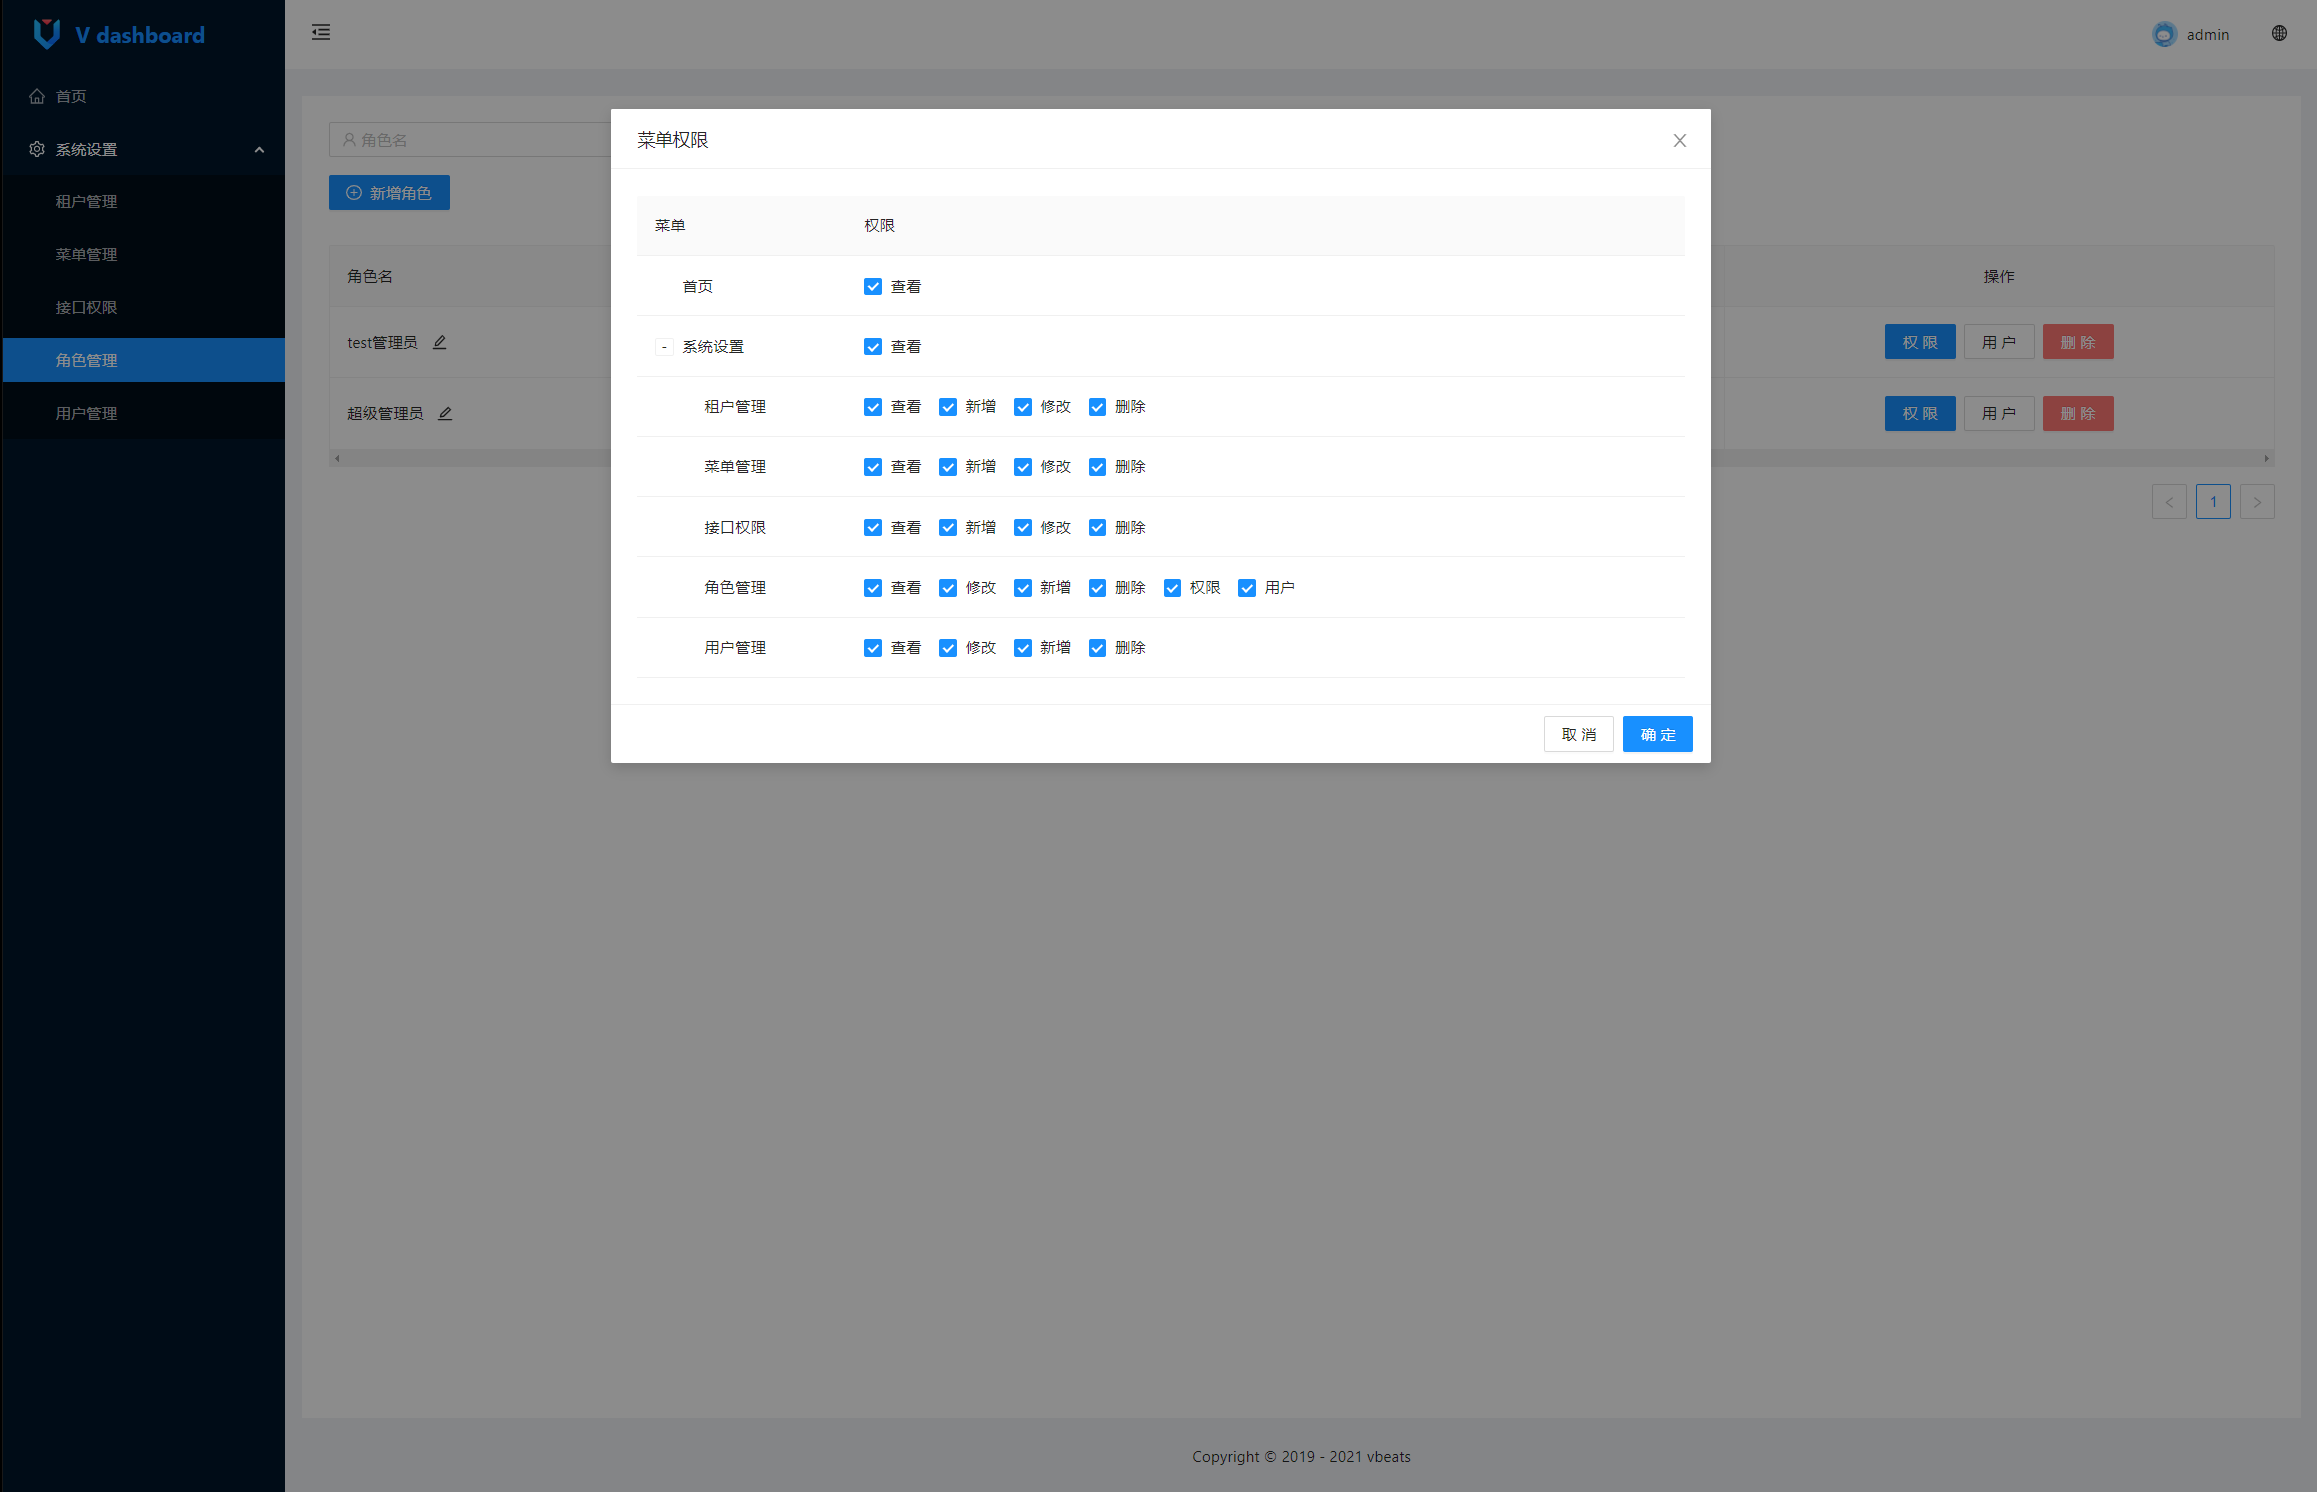 V dashboard
admin
首页
系统设置
租户管理
菜单管理
接口权限
角色管理
用户管理
角色名
新增角色
角色名
操作
test管理员
权 限 用 户 删 除
超级管理员
权 限 用 户 删 除
< 1 >
菜单权限
菜单 权限
首页 查看
- 系统设置 查看
租户管理 查看 新增 修改 删除
菜单管理 查看 新增 修改 删除
接口权限 查看 新增 修改 删除
角色管理 查看 修改 新增 删除 权限 用户
用户管理 查看 修改 新增 删除
取 消 确 定
Copyright © 2019 - 2021 vbeats